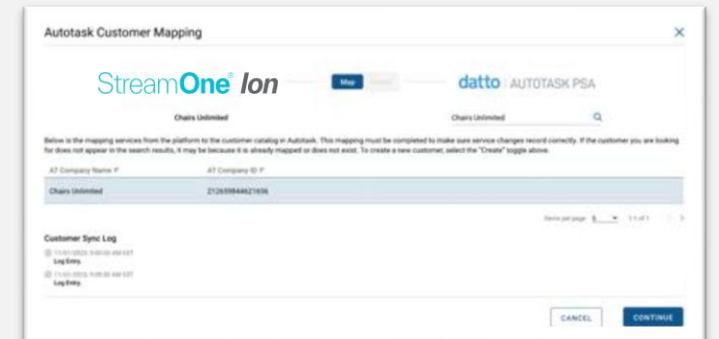 Autotask Customer Mapping
StreamOne® Ion
Map
datto | AUTOTASK PSA
Chairs Unlimited
Chairs Unlimited
Below is the mapping services from the platform to the customer catalog in Autotask. This mapping must be completed to make sure service changes record correctly. If the customer you are looking
for does not appear in the search results, it may be because it is already mapped or does not exist. To create a new customer, select the "Create" toggle above.
AT Company Name
AT Company ID
Chairs Unlimited
Items per page
Customer Sync Log
Log Entry.
Log Entry.
CANCEL
CONTINUE